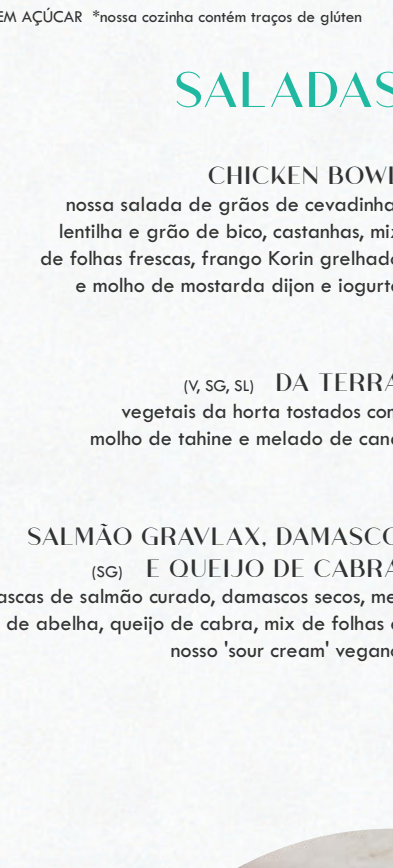 EM AÇÚCAR *nossa cozinha contém traços de glúten
SALADAS
CHICKEN BOWL
nossa salada de grãos de cevadinha
lentilha e grão de bico, castanhas, mix
de folhas frescas, frango Korin grelhado
e molho de mostarda dijon e iogurte
(V, SG, SL) DA TERRA
vegetais da horta tostados com
molho de tahine e melado de cana
SALMÃO GRAVLAX, DAMASCO
(SG) E QUEIJO DE CABRA
ascas de salmão curado, damascos secos, me
de abelha, queijo de cabra, mix de folhas e
nosso 'sour cream' vegano